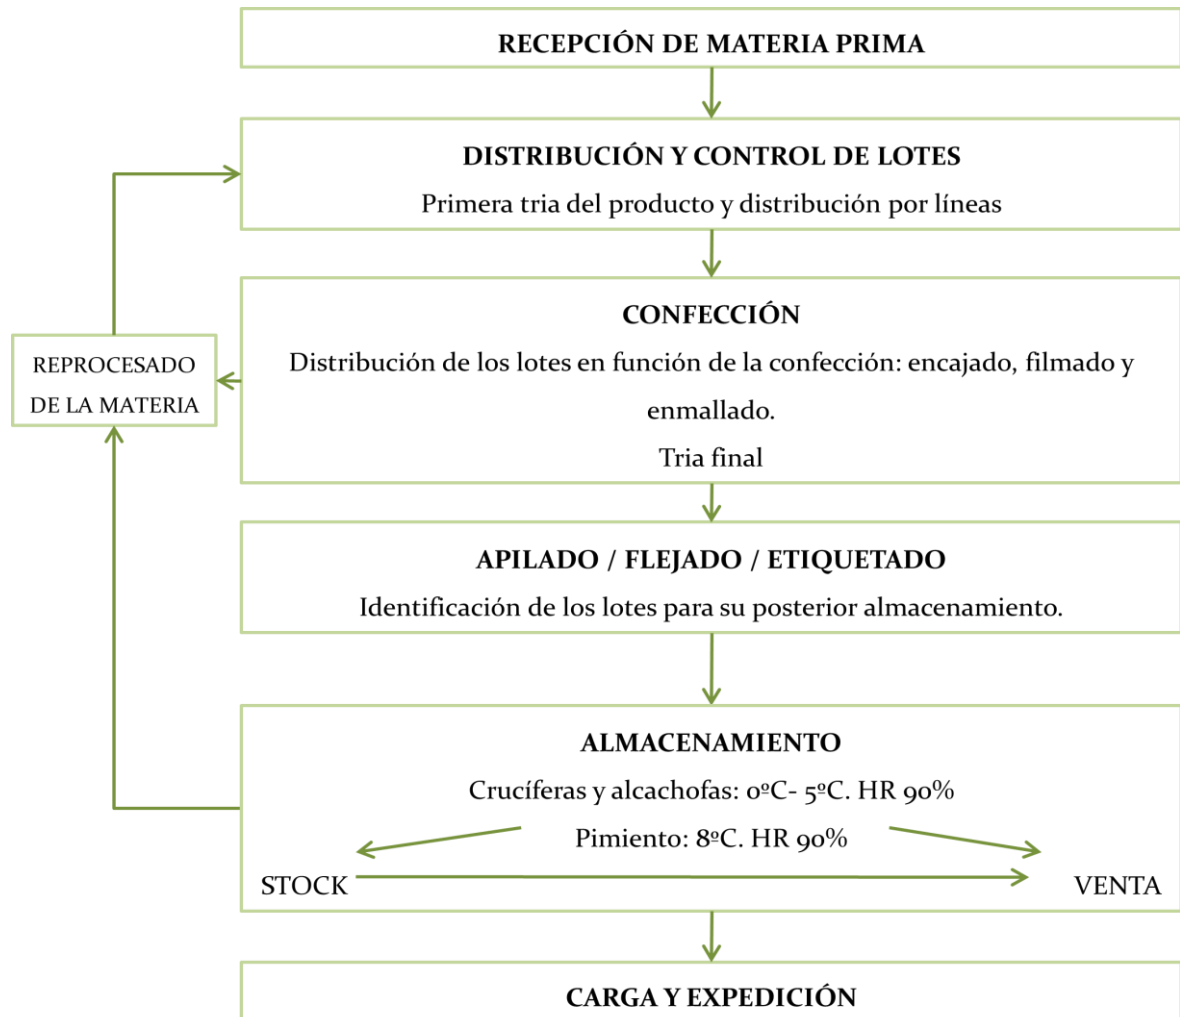 RECEPCIÓN DE MATERIA PRIMA
DISTRIBUCIÓN Y CONTROL DE LOTES
Primera tria del producto y distribución por líneas
CONFECCIÓN
Distribución de los lotes en función de la confección: encajado, filmado y
enmallado.
Tria final
REPROCESADO
DE LA MATERIA
APILADO / FLEJADO / ETIQUETADO
Identificación de los lotes para su posterior almacenamiento.
ALMACENAMIENTO
Crucíferas y alcachofas: 0ºC- 5ºC. HR 90%
Pimiento: 8ºC. HR 90%
STOCK
VENTA
CARGA Y EXPEDICIÓN